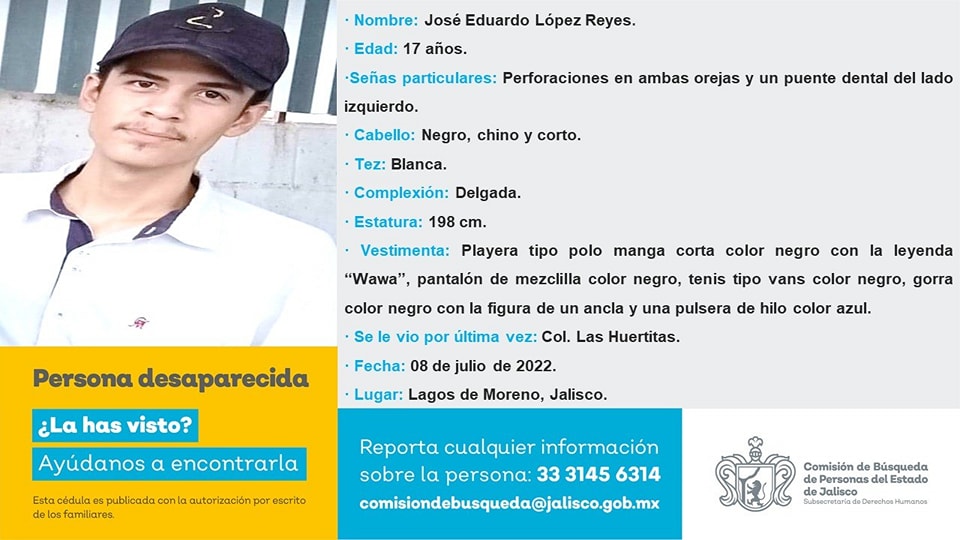 · Nombre: José Eduardo López Reyes.
· Edad: 17 años.
·Señas particulares: Perforaciones en ambas orejas y un puente dental del lado
izquierdo.
· Cabello: Negro, chino y corto.
· Tez: Blanca.
· Complexión: Delgada.
· Estatura: 198 cm.
· Vestimenta: Playera tipo polo manga corta color negro con la leyenda
“Wawa”, pantalón de mezclilla color negro, tenis tipo vans color negro, gorra
color negro con la figura de un ancla y una pulsera de hilo color azul.
· Se le vio por última vez: Col. Las Huertitas.
· Fecha: 08 de julio de 2022.
· Lugar: Lagos de Moreno, Jalisco.
Persona desaparecida
¿La has visto?
Ayúdanos a encontrarla
Esta cédula es publicada con la autorización por escrito
de los familiares.
Reporta cualquier información
sobre la persona: 33 3145 6314
comisiondebusqueda@jalisco.gob.mx
Comisión de Búsqueda
de Personas del Estado
de Jalisco
Subsecretaría de Derechos Humanos